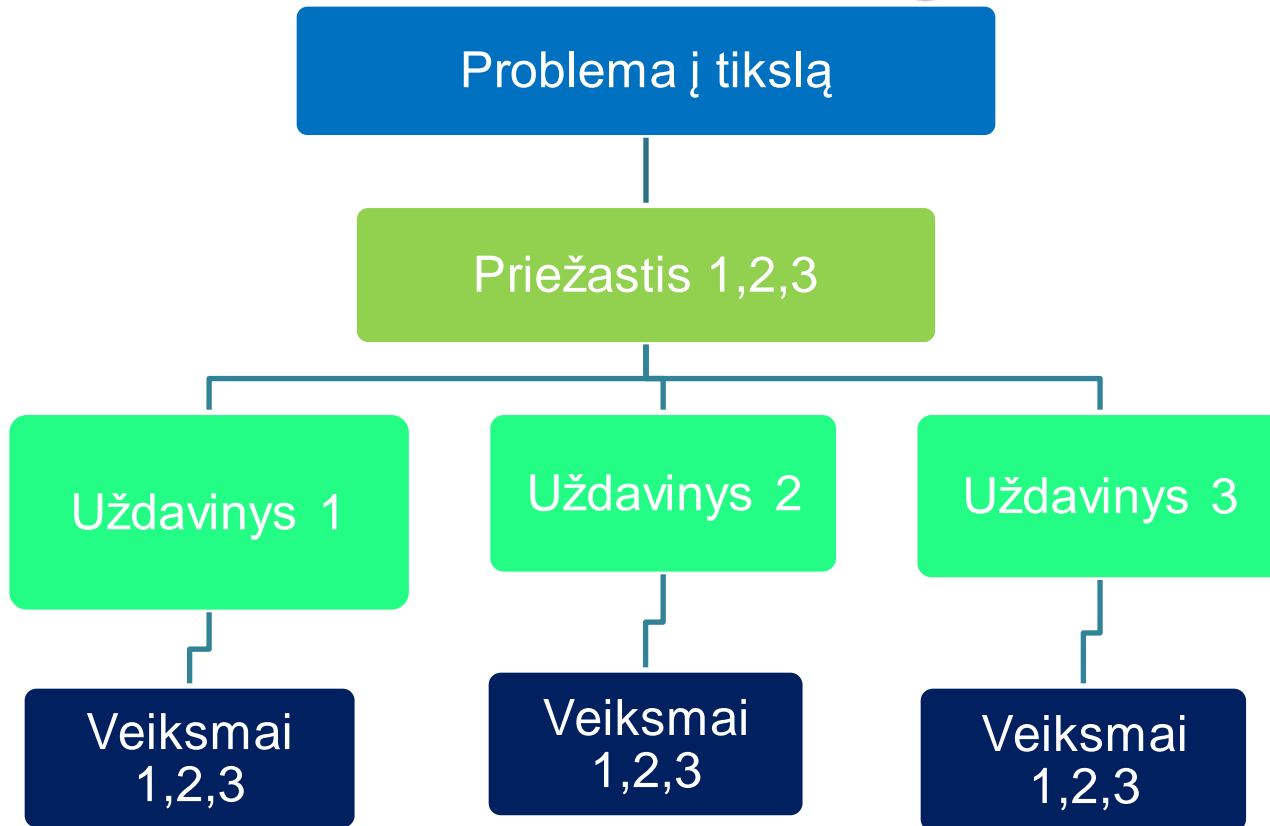 Problema į tikslą
Priežastis 1,2,3
Uždavinys 1
Uždavinys 2
Uždavinys 3
Veiksmai
1,2,3
Veiksmai
1,2,3
Veiksmai
1,2,3